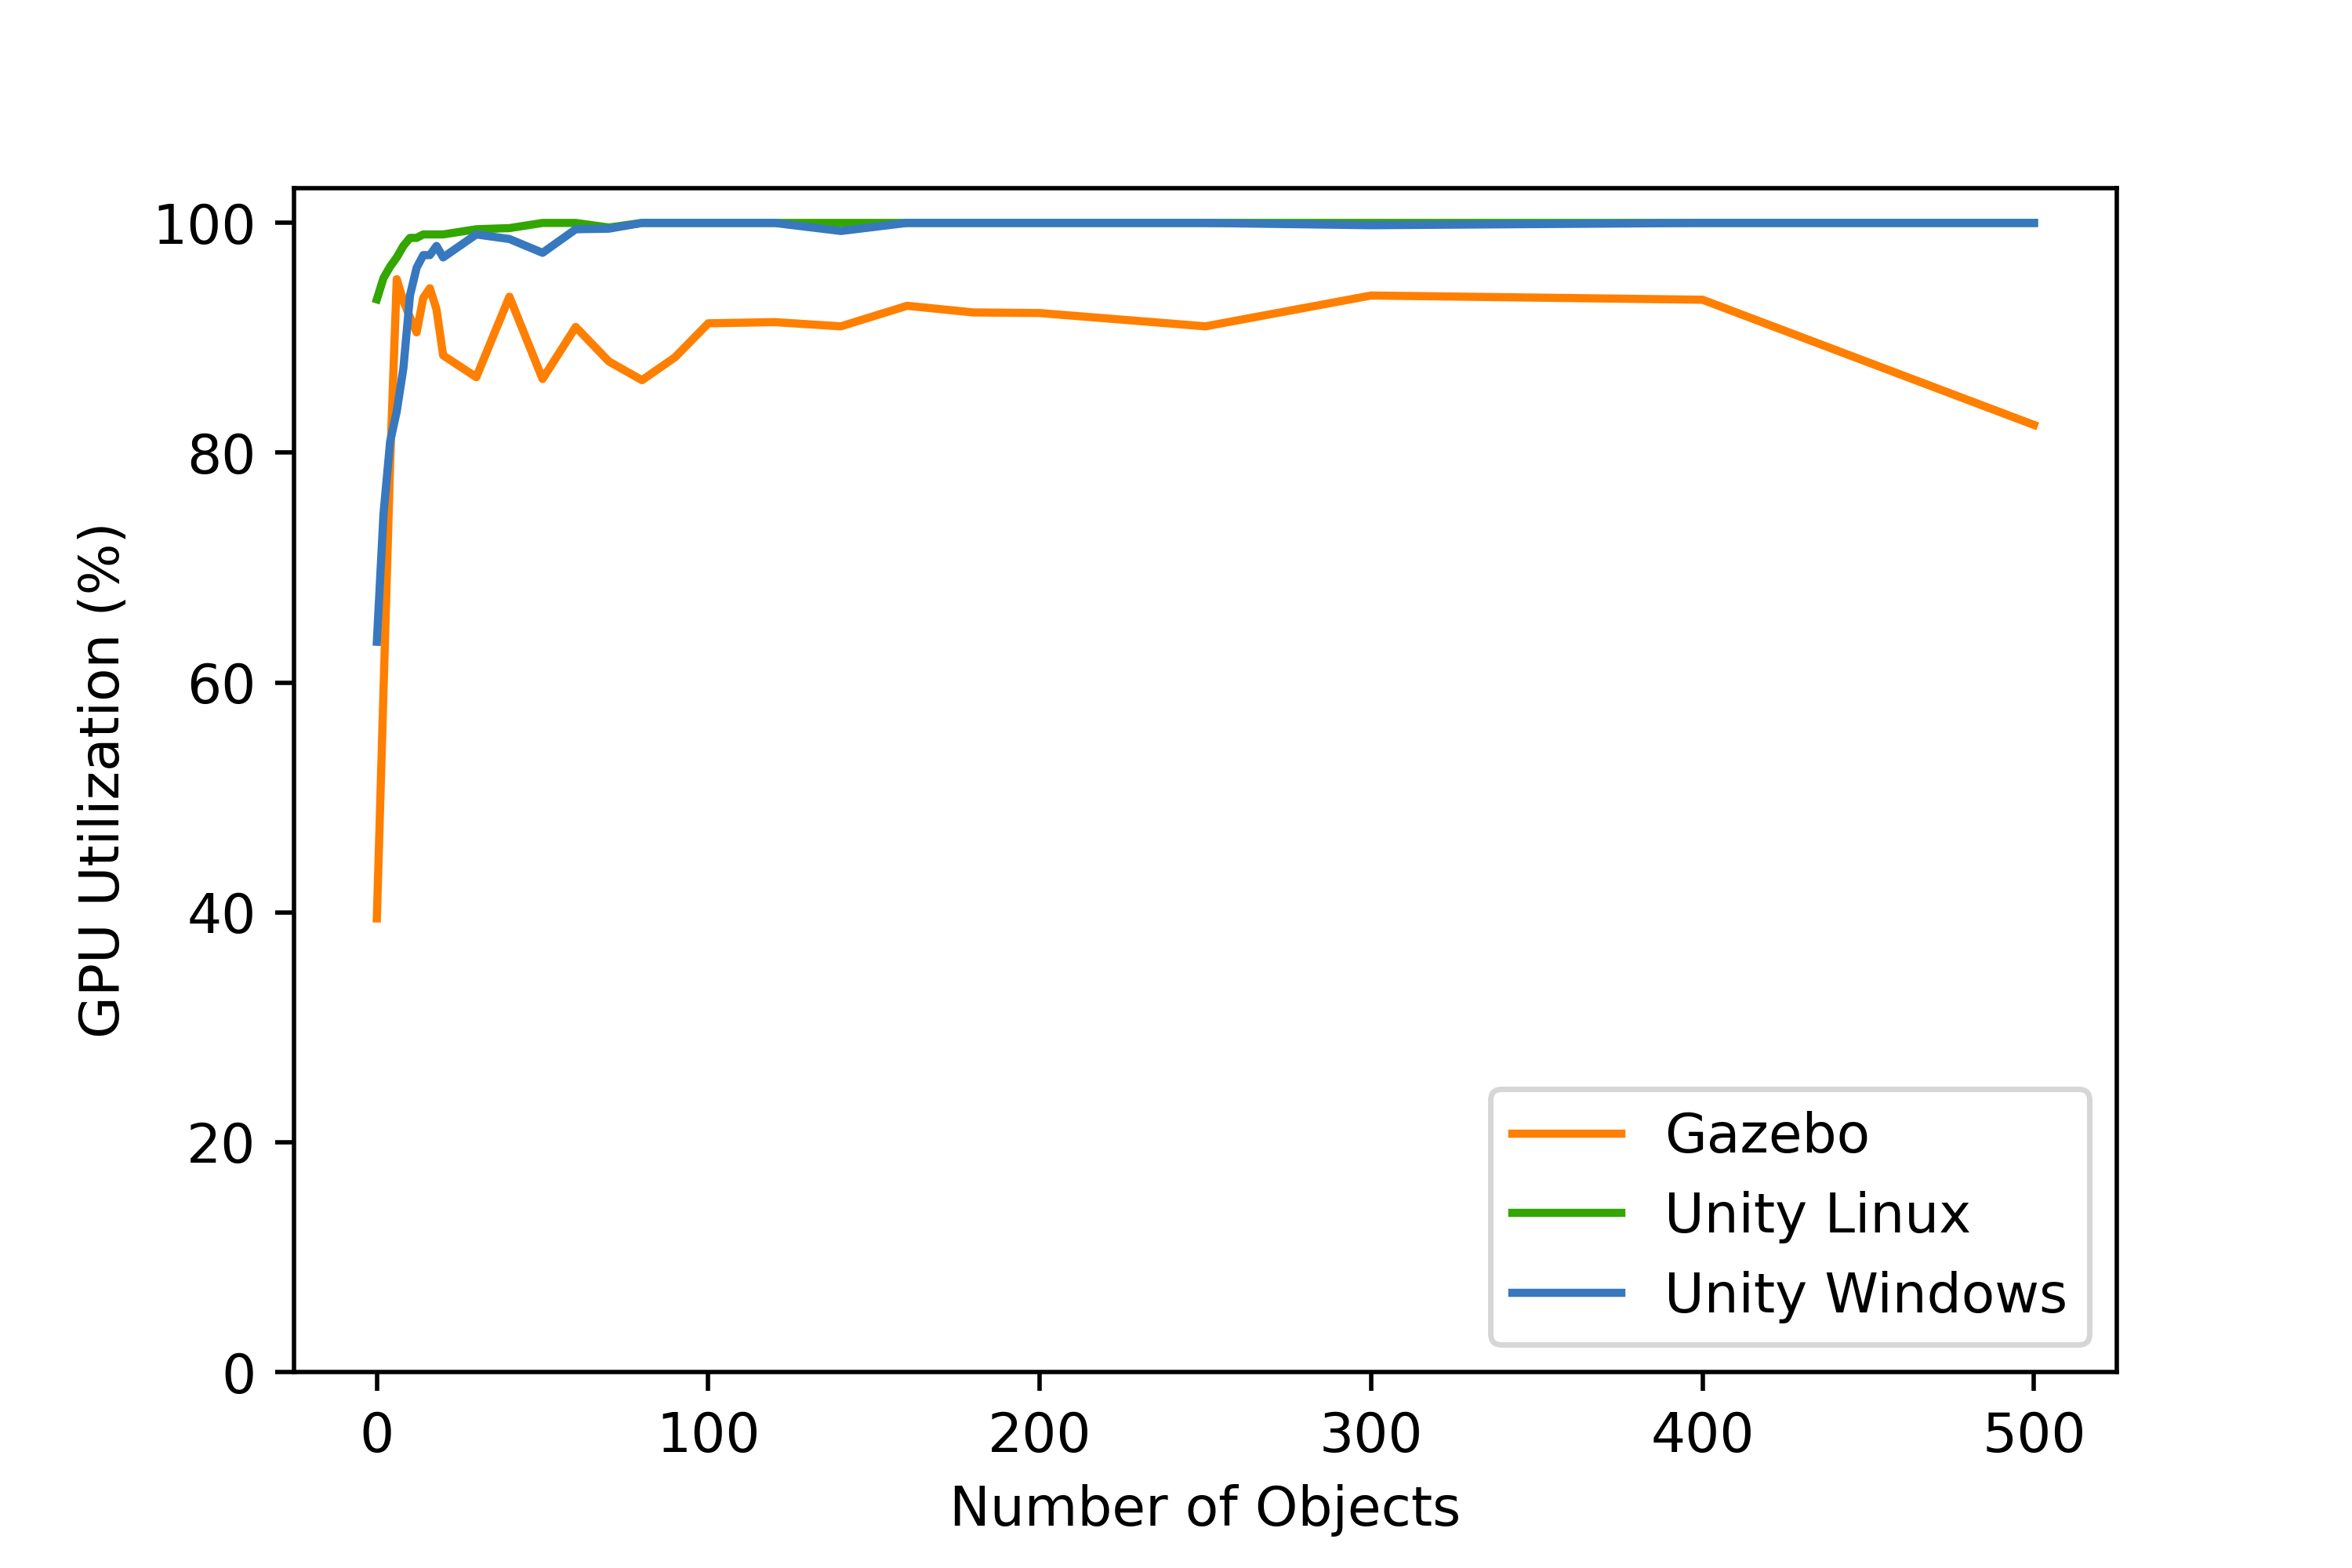 100
80
60
40
20
0
GPU Utilization (%)
0 100 200 300 400 500
Number of Objects
Gazebo
Unity Linux
Unity Windows